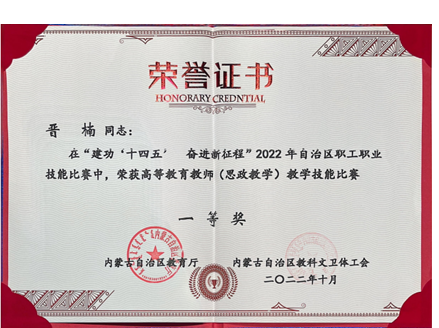 荣誉证书
HONORARY CREDNTIAL
晋 楠 同志：
在“建功‘十四五’ 奋进新征程”2022年自治区职工职业
技能比赛中，荣获高等教育教师（思政教学）教学技能比赛
一 等 奖
内蒙古自治区教育厅 内蒙古自治区教科文卫体工会
二〇二二年十月